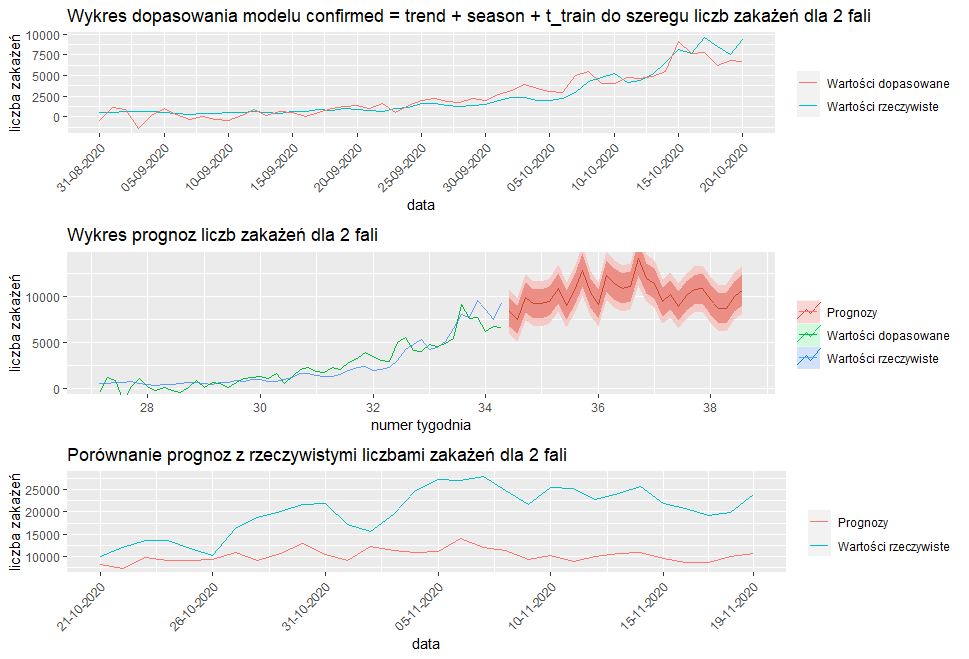 Wykres dopasowania modelu confirmed = trend + season + t_train do szeregu liczb zakażeń dla 2 fali
liczba zakażeń
10000
7500
5000
2500
0
31-08-2020
05-09-2020
10-09-2020
15-09-2020
20-09-2020
25-09-2020
30-09-2020
05-10-2020
10-10-2020
15-10-2020
20-10-2020
data
Wartości dopasowane
Wartości rzeczywiste
Wykres prognoz liczb zakażeń dla 2 fali
liczba zakażeń
10000
5000
0
28
30
32
34
36
38
numer tygodnia
Prognozy
Wartości dopasowane
Wartości rzeczywiste
Porównanie prognoz z rzeczywistymi liczbami zakażeń dla 2 fali
liczba zakażeń
25000
20000
15000
10000
21-10-2020
26-10-2020
31-10-2020
05-11-2020
10-11-2020
15-11-2020
19-11-2020
data
Prognozy
Wartości rzeczywiste